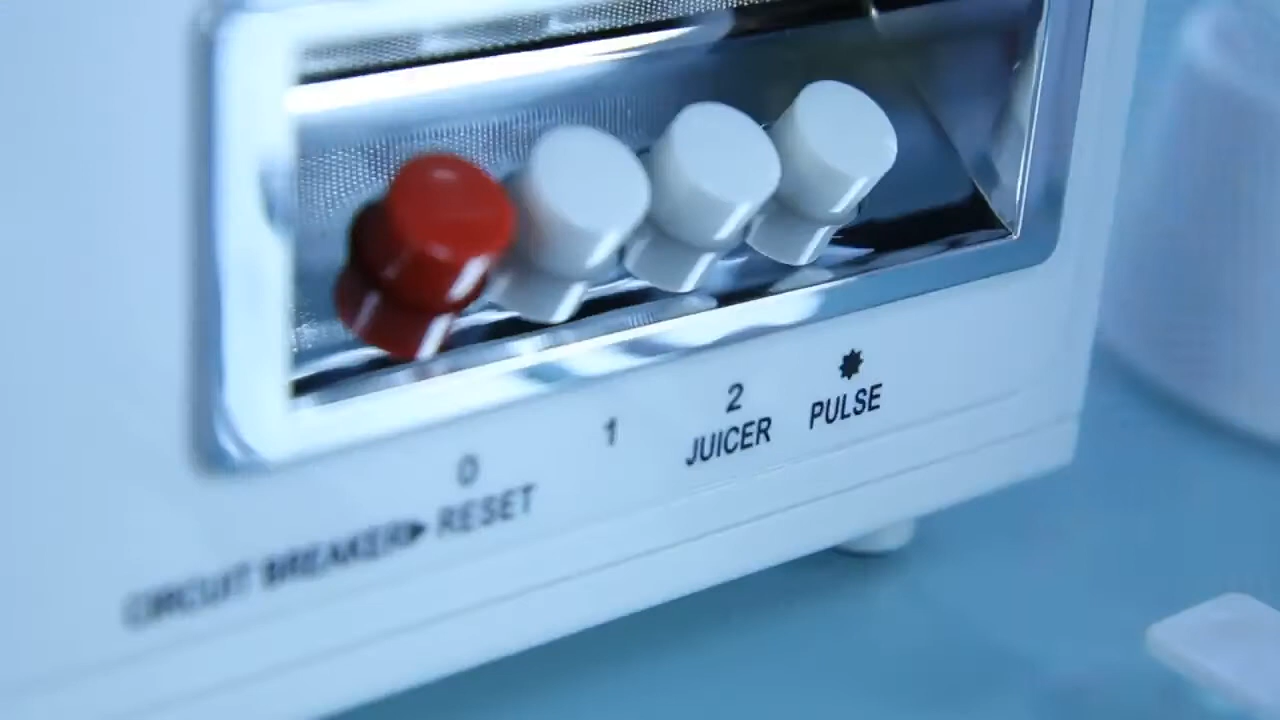 0
CIRCUIT BREAKER▶ RESET
1
2
JUICER
✸
PULSE